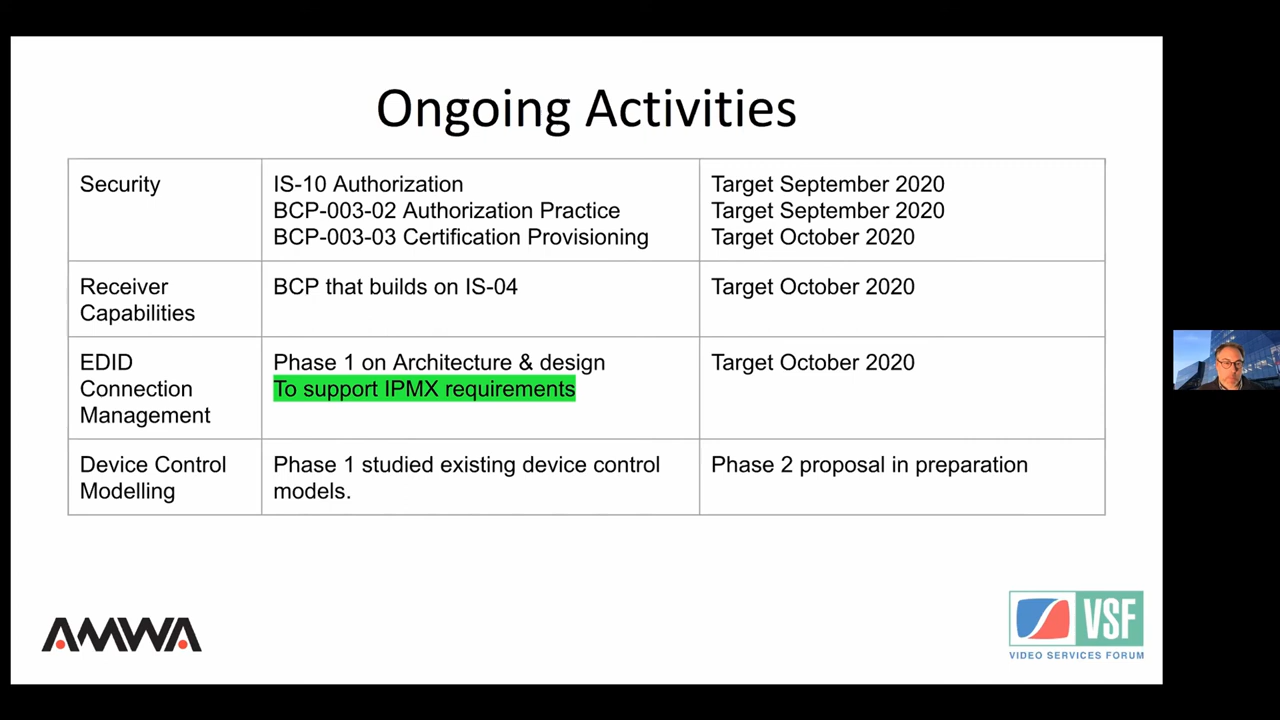 Ongoing Activities
Security
IS-10 Authorization
BCP-003-02 Authorization Practice
BCP-003-03 Certification Provisioning
Target September 2020
Target September 2020
Target October 2020
Receiver
Capabilities
BCP that builds on IS-04
Target October 2020
EDID
Connection
Management
Phase 1 on Architecture & design
To support IPMX requirements
Target October 2020
Device Control
Modelling
Phase 1 studied existing device control
models.
Phase 2 proposal in preparation
AMWA
VSF
VIDEO SERVICES FORUM